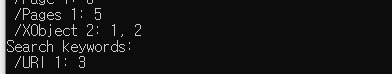 /Pages 1: 5
/XObject 2: 1, 2
Search keywords:
/URI 1: 3